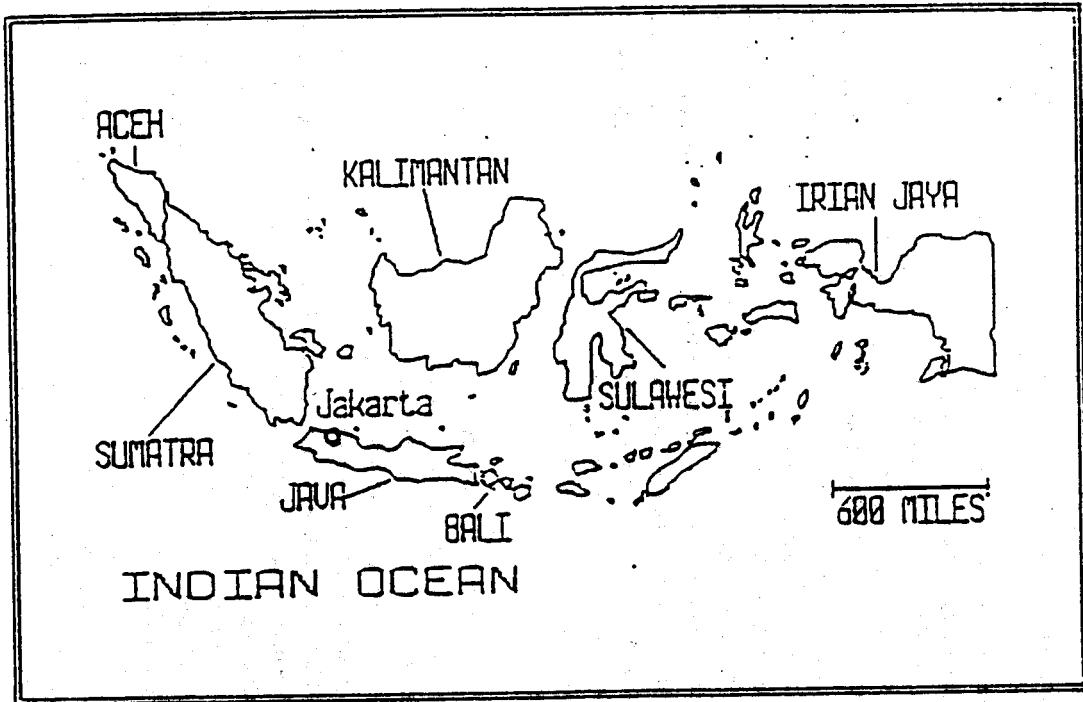 ACEH
KALIMANTAN
IRIAN JAYA
Jakarta
SULAWESI
SUMATRA
JAVA
BALI
600 MILES
INDIAN OCEAN